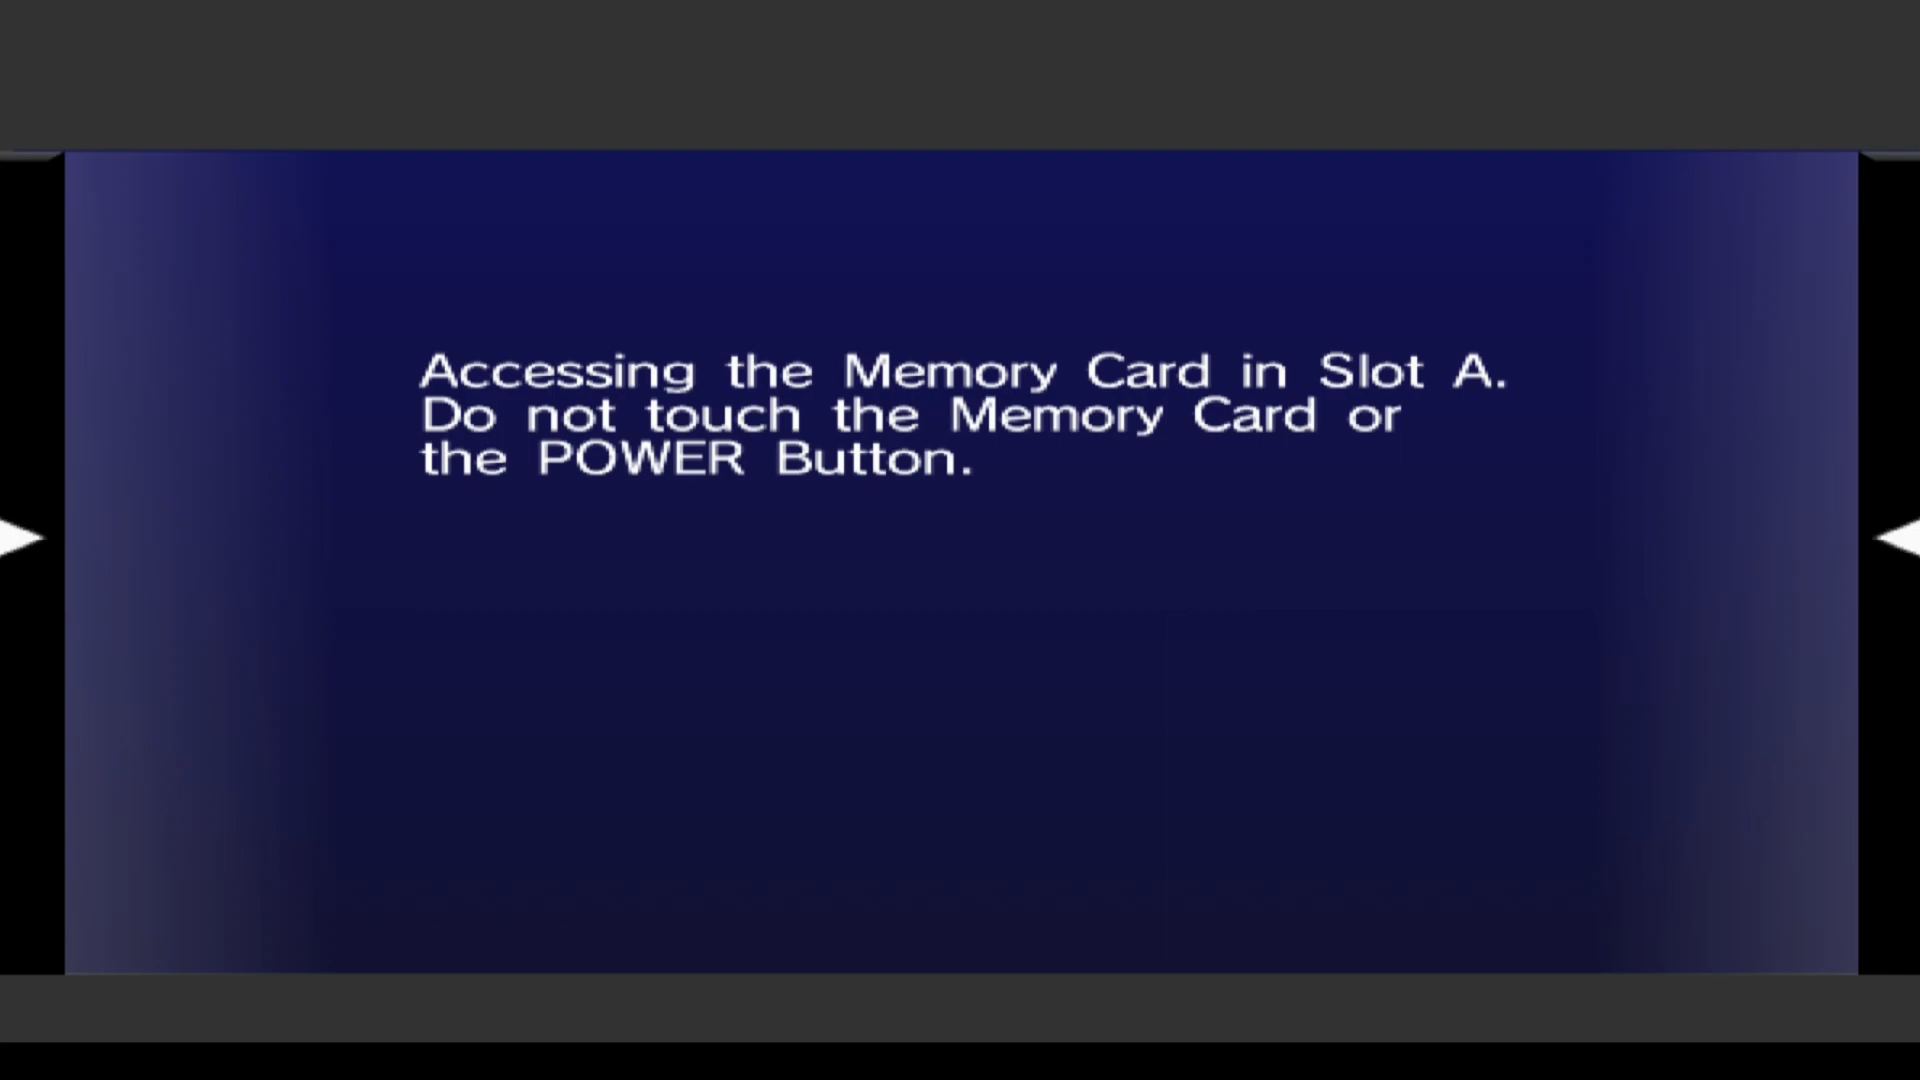 Accessing the Memory Card in Slot A.
Do not touch the Memory Card or
the POWER Button.